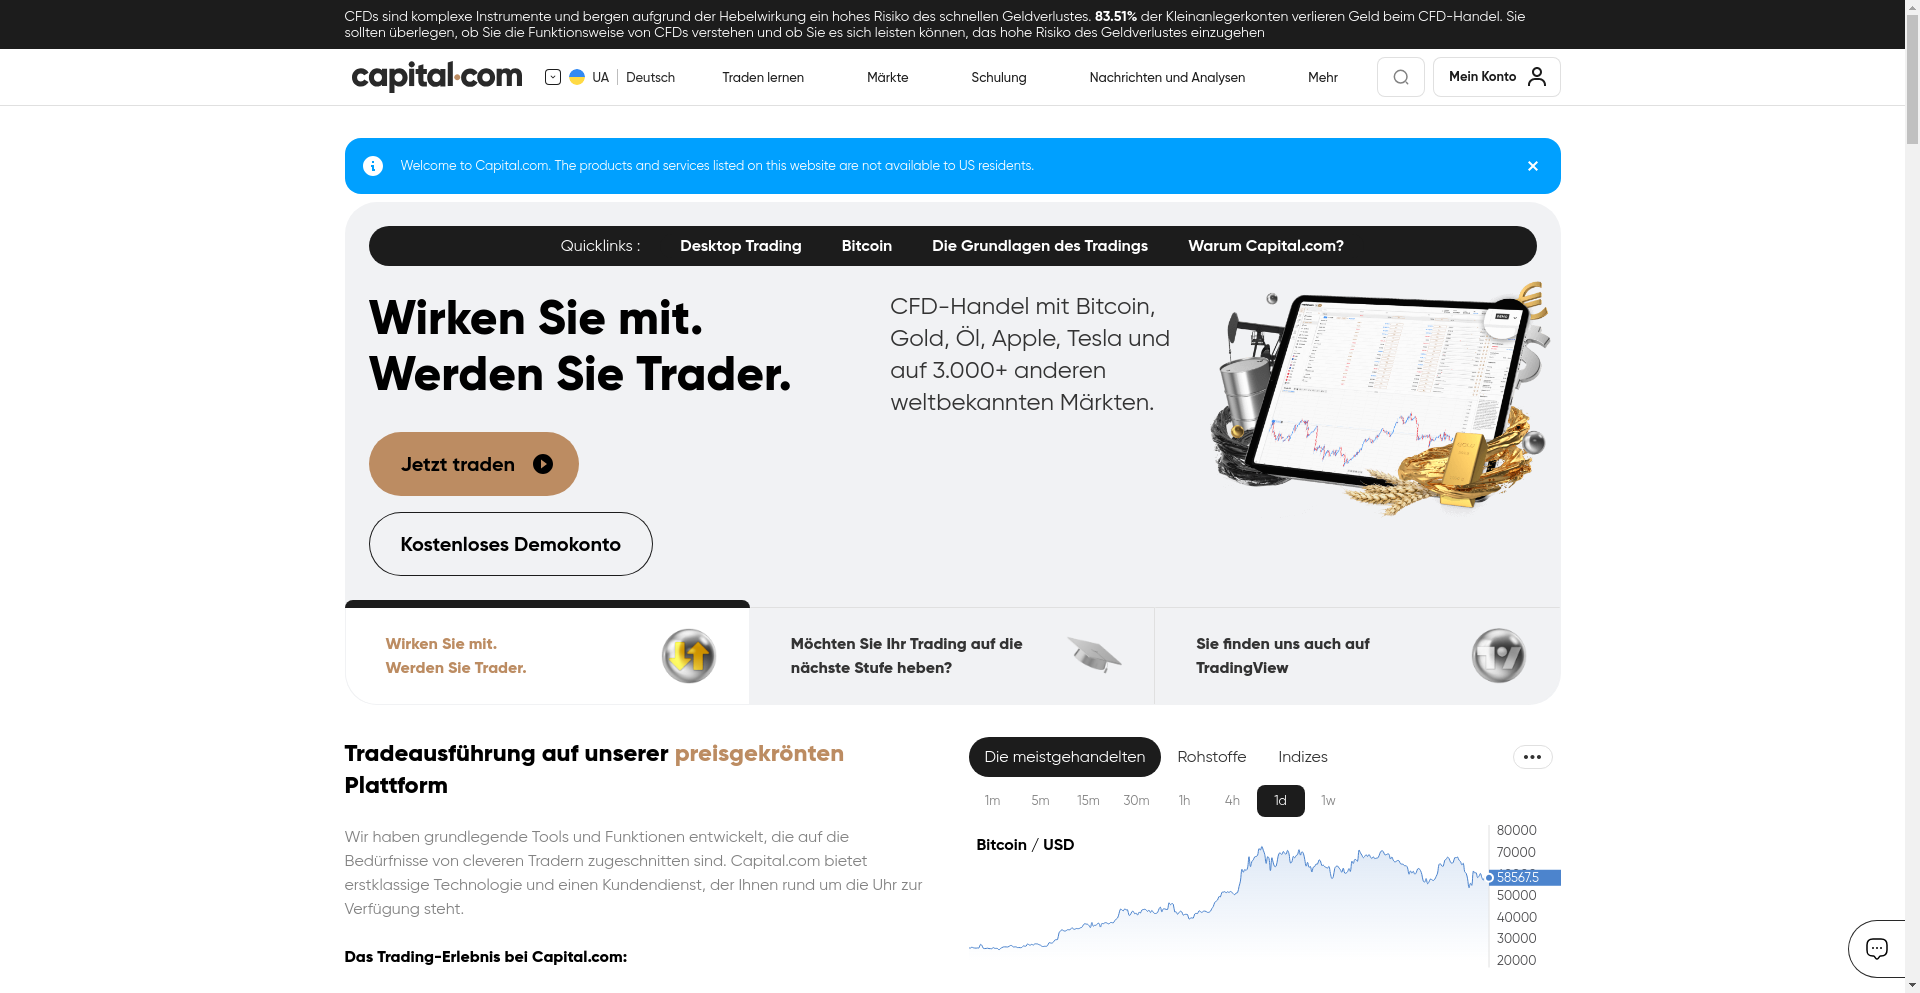 CFDs sind komplexe Instrumente und bergen aufgrund der Hebelwirkung ein hohes Risiko des schnellen Geldverlustes. 83.51% der Kleinanlegerkonten verlieren Geld beim CFD-Handel. Sie
sollten überlegen, ob Sie die Funktionsweise von CFDs verstehen und ob Sie es sich leisten können, das hohe Risiko des Geldverlustes einzugehen
capital.com
UA
Deutsch
Traden lernen
Märkte
Schulung
Nachrichten und Analysen
Mehr
Mein Konto
Welcome to Capital.com. The products and services listed on this website are not available to US residents.
Quicklinks :
Desktop Trading
Bitcoin
Die Grundlagen des Tradings
Warum Capital.com?
Wirken Sie mit.
Werden Sie Trader.
CFD-Handel mit Bitcoin,
Gold, Öl, Apple, Tesla und
auf 3.000+ anderen
weltbekannten Märkten.
Jetzt traden
Kostenloses Demokonto
Wirken Sie mit.
Werden Sie Trader.
Möchten Sie Ihr Trading auf die
nächste Stufe heben?
Sie finden uns auch auf
TradingView
Tradeausführung auf unserer preisgekrönten
Plattform
Wir haben grundlegende Tools und Funktionen entwickelt, die auf die
Bedürfnisse von cleveren Tradern zugeschnitten sind. Capital.com bietet
erstklassige Technologie und einen Kundendienst, der Ihnen rund um die Uhr zur
Verfügung steht.
Das Trading-Erlebnis bei Capital.com:
Die meistgehandelten
Rohstoffe
Indizes
1m
5m
15m
30m
1h
4h
1d
1w
Bitcoin / USD
80000
70000
58567.5
50000
40000
30000
20000